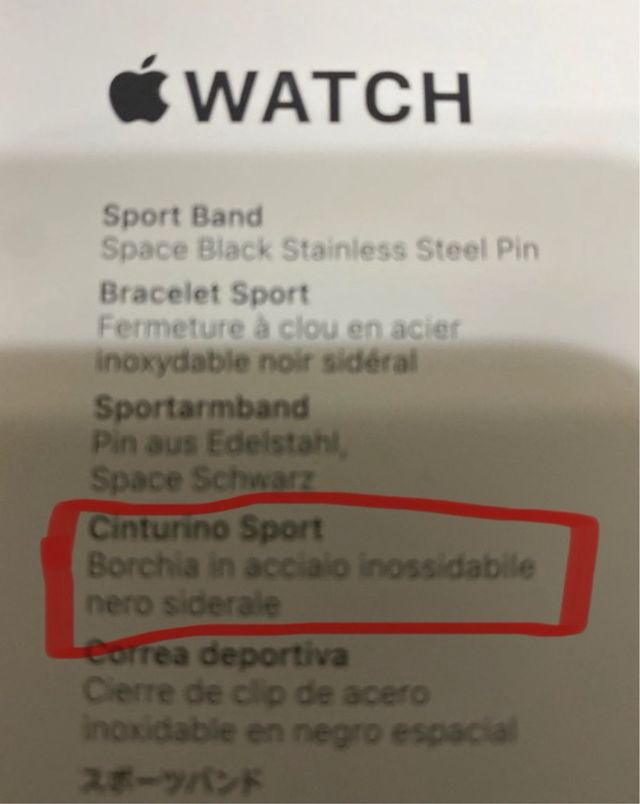 WATCH
Sport Band
Space Black Stainless Steel Pin
Bracelet Sport
Fermeture à clou en acier
inoxydable noir sidéral
Sportarmband
Pin aus Edelstahl,
Space Schwarz
Cinturino Sport
Borchia in acciaio inossidabile
nero siderale
Correa deportiva
Cierre de clip de acero
inoxidable en negro espacial
スポーツバンド